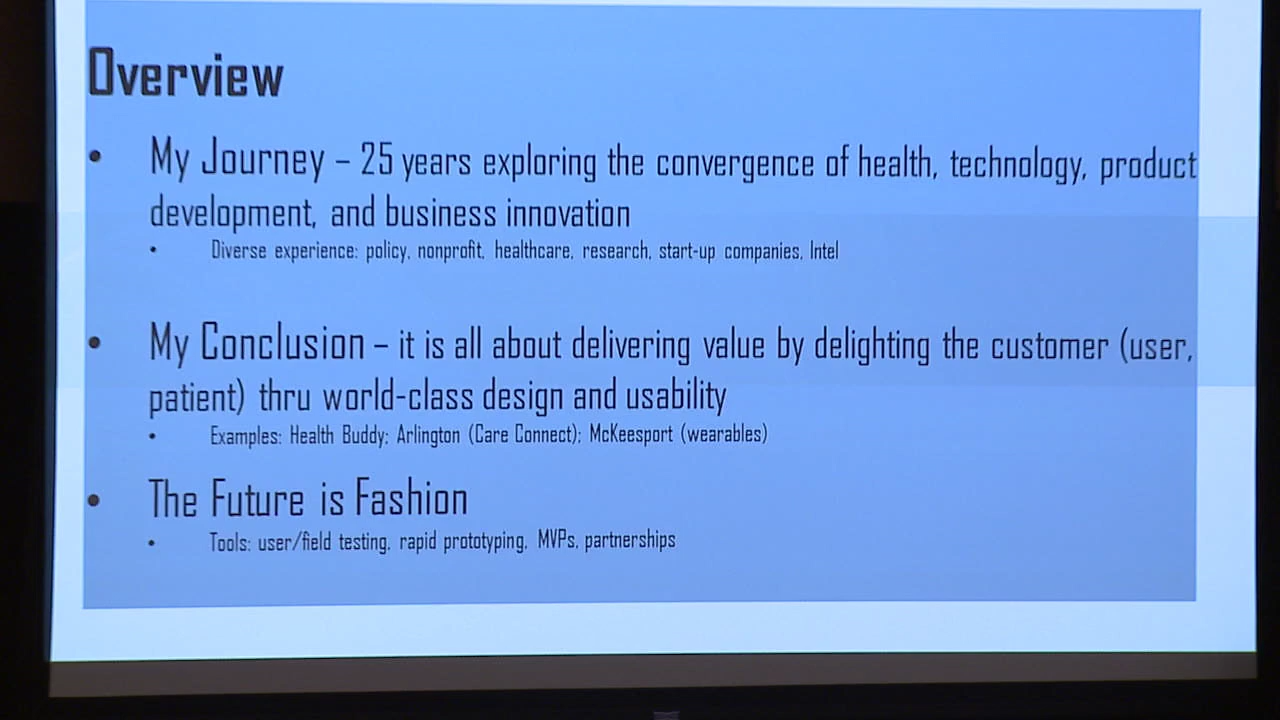 Overview
• My Journey – 25 years exploring the convergence of health, technology, product
development, and business innovation
• Diverse experience: policy, nonprofit, healthcare, research, start-up companies, Intel
• My Conclusion – it is all about delivering value by delighting the customer (user,
patient) thru world-class design and usability
• Examples: Health Buddy; Arlington (Care Connect); McKeesport (wearables)
• The Future is Fashion
• Tools: user/field testing, rapid prototyping, MVPs, partnerships